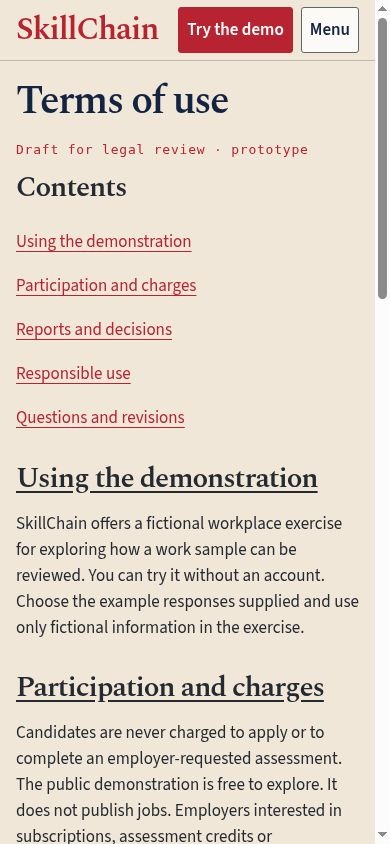 SkillChain
Try the demo
Menu
Terms of use
Draft for legal review · prototype
Contents
Using the demonstration
Participation and charges
Reports and decisions
Responsible use
Questions and revisions
Using the demonstration
SkillChain offers a fictional workplace exercise
for exploring how a work sample can be
reviewed. You can try it without an account.
Choose the example responses supplied and use
only fictional information in the exercise.
Participation and charges
Candidates are never charged to apply or to
complete an employer-requested assessment.
The public demonstration is free to explore. It
does not publish jobs. Employers interested in
subscriptions, assessment credits or